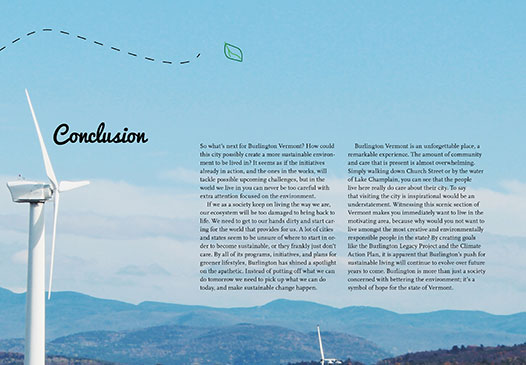 Conclusion
So what's next for Burlington Vermont? How could
this city possibly create a more sustainable environ-
ment to be lived in? It seems as if the initiatives
already in action, and the ones in the works, will
tackle possible upcoming challenges, but in the
world we live in you can never be too careful with
extra attention focused on the environment.
If we as a society keep on living the way we are,
our ecosystem will be too damaged to being back to
life. We need to get our hands dirty and start car-
ing for the world that provides for us. A lot of cities
and states seem to be unsure of where to start in or-
der to become sustainable, or they frankly just don't
care. By all of its programs, initiatives, and plans for
greener lifestyles, Burlington has shined a spotlight
on the apathetic. Instead of putting off what we can
do tomorrow we need to pick up what we can do
today, and make sustainable change happen.
Burlington Vermont is an unforgettable place, a
remarkable experience. The amount of community
and care that is present is almost overwhelming.
Simply walking down Church Street or by the water
of Lake Champlain, you can see that the people
live here really do care about their city. To say
that visiting the city is inspirational would be an
understatement. Witnessing this scenic section of
Vermont makes you immediately want to live in the
motivating area, because why would you not want to
live amongst the most creative and environmentally
responsible people in the state? By creating goals
like the Burlington Legacy Project and the Climate
Action Plan, it is apparent that Burlington's push for
sustainable living will continue to evolve over future
years to come. Burlington is more than just a society
concerned with bettering the environment; it's a
symbol of hope for the state of Vermont.